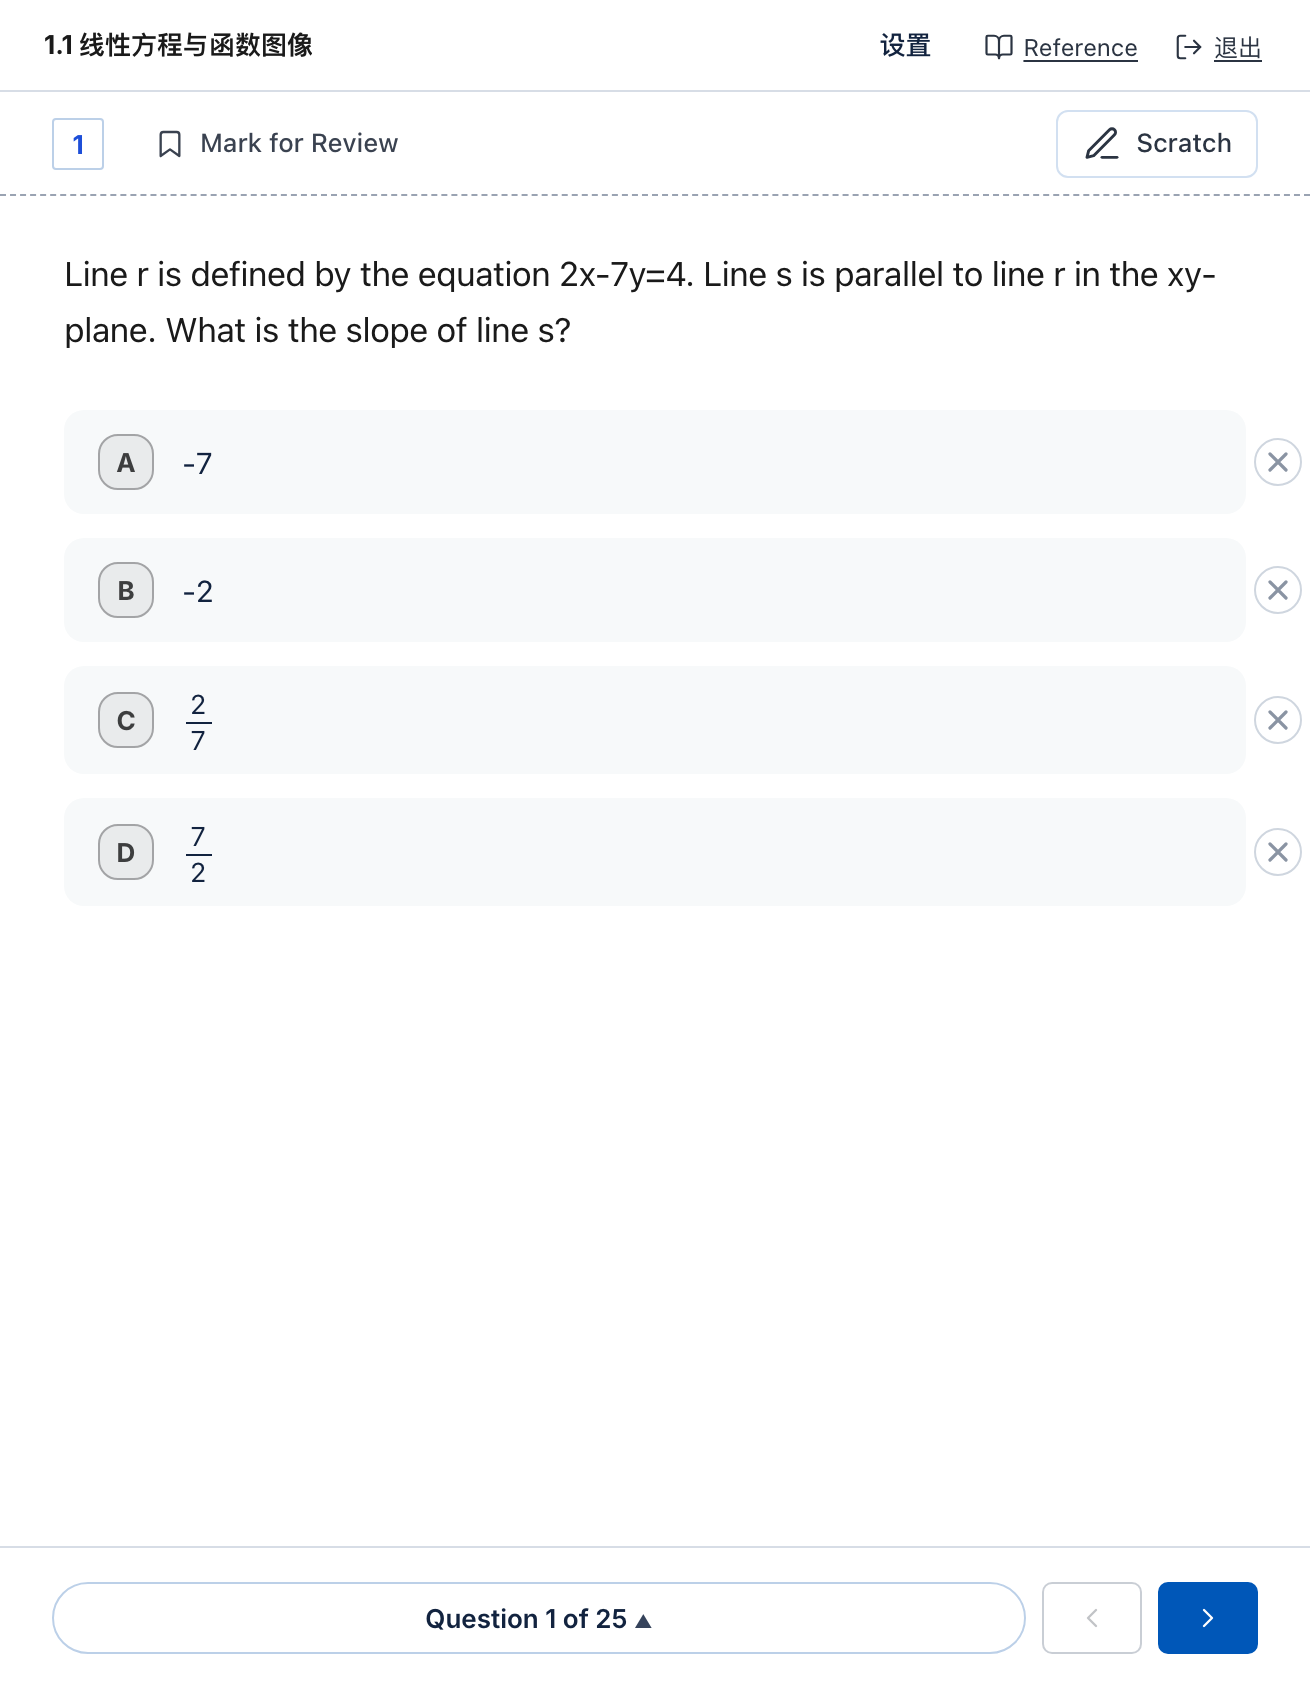 1.1 线性方程与函数图像
设置
Reference
退出
1
Mark for Review
Scratch
Line r is defined by the equation 2x-7y=4. Line s is parallel to line r in the xy-
plane. What is the slope of line s?
A -7
B -2
C 2/7
D 7/2
Question 1 of 25 ▲